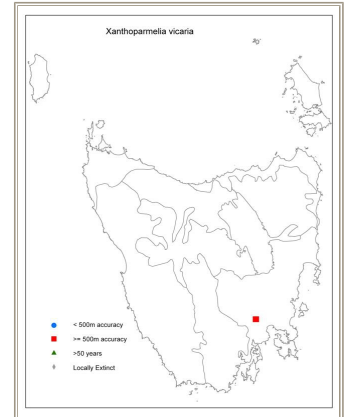 Xanthoparmelia vicaria
< 500m accuracy
>= 500m accuracy
>50 years
Locally Extinct